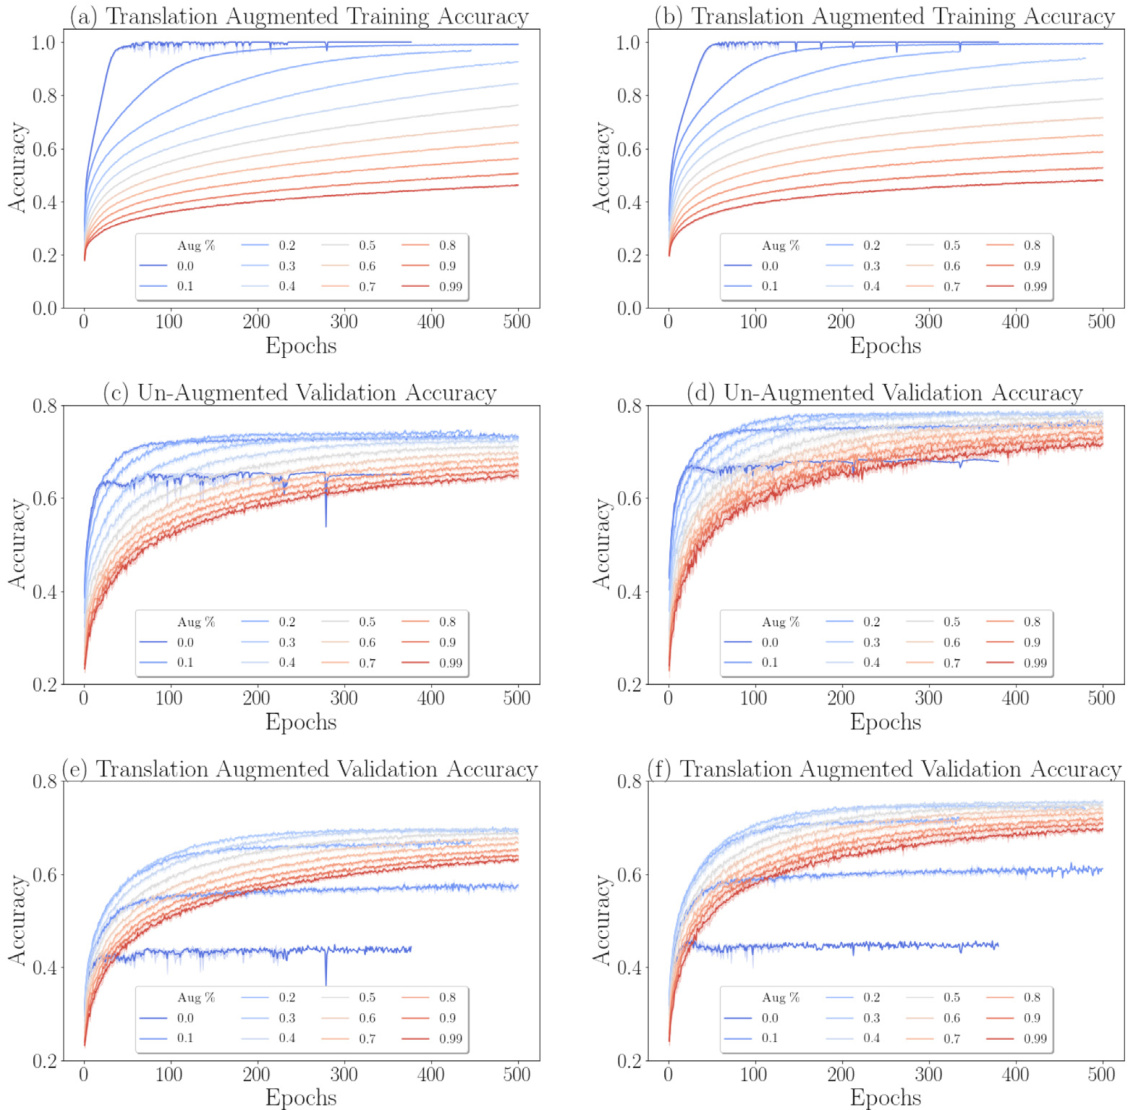 (a) Translation Augmented Training Accuracy
Accuracy
1.0
0.8
0.6
0.4
0.2
0.0
Aug % 0.2 0.5 0.8
0.0 0.3 0.6 0.9
0.1 0.4 0.7 0.99
0 100 200 300 400 500
Epochs
(b) Translation Augmented Training Accuracy
Accuracy
1.0
0.8
0.6
0.4
0.2
0.0
Aug % 0.2 0.5 0.8
0.0 0.3 0.6 0.9
0.1 0.4 0.7 0.99
0 100 200 300 400 500
Epochs
(c) Un-Augmented Validation Accuracy
Accuracy
0.8
0.6
0.4
0.2
Aug % 0.2 0.5 0.8
0.0 0.3 0.6 0.9
0.1 0.4 0.7 0.99
0 100 200 300 400 500
Epochs
(d) Un-Augmented Validation Accuracy
Accuracy
0.8
0.6
0.4
0.2
Aug % 0.2 0.5 0.8
0.0 0.3 0.6 0.9
0.1 0.4 0.7 0.99
0 100 200 300 400 500
Epochs
(e) Translation Augmented Validation Accuracy
Accuracy
0.8
0.6
0.4
0.2
Aug % 0.2 0.5 0.8
0.0 0.3 0.6 0.9
0.1 0.4 0.7 0.99
0 100 200 300 400 500
Epochs
(f) Translation Augmented Validation Accuracy
Accuracy
0.8
0.6
0.4
0.2
Aug % 0.2 0.5 0.8
0.0 0.3 0.6 0.9
0.1 0.4 0.7 0.99
0 100 200 300 400 500
Epochs